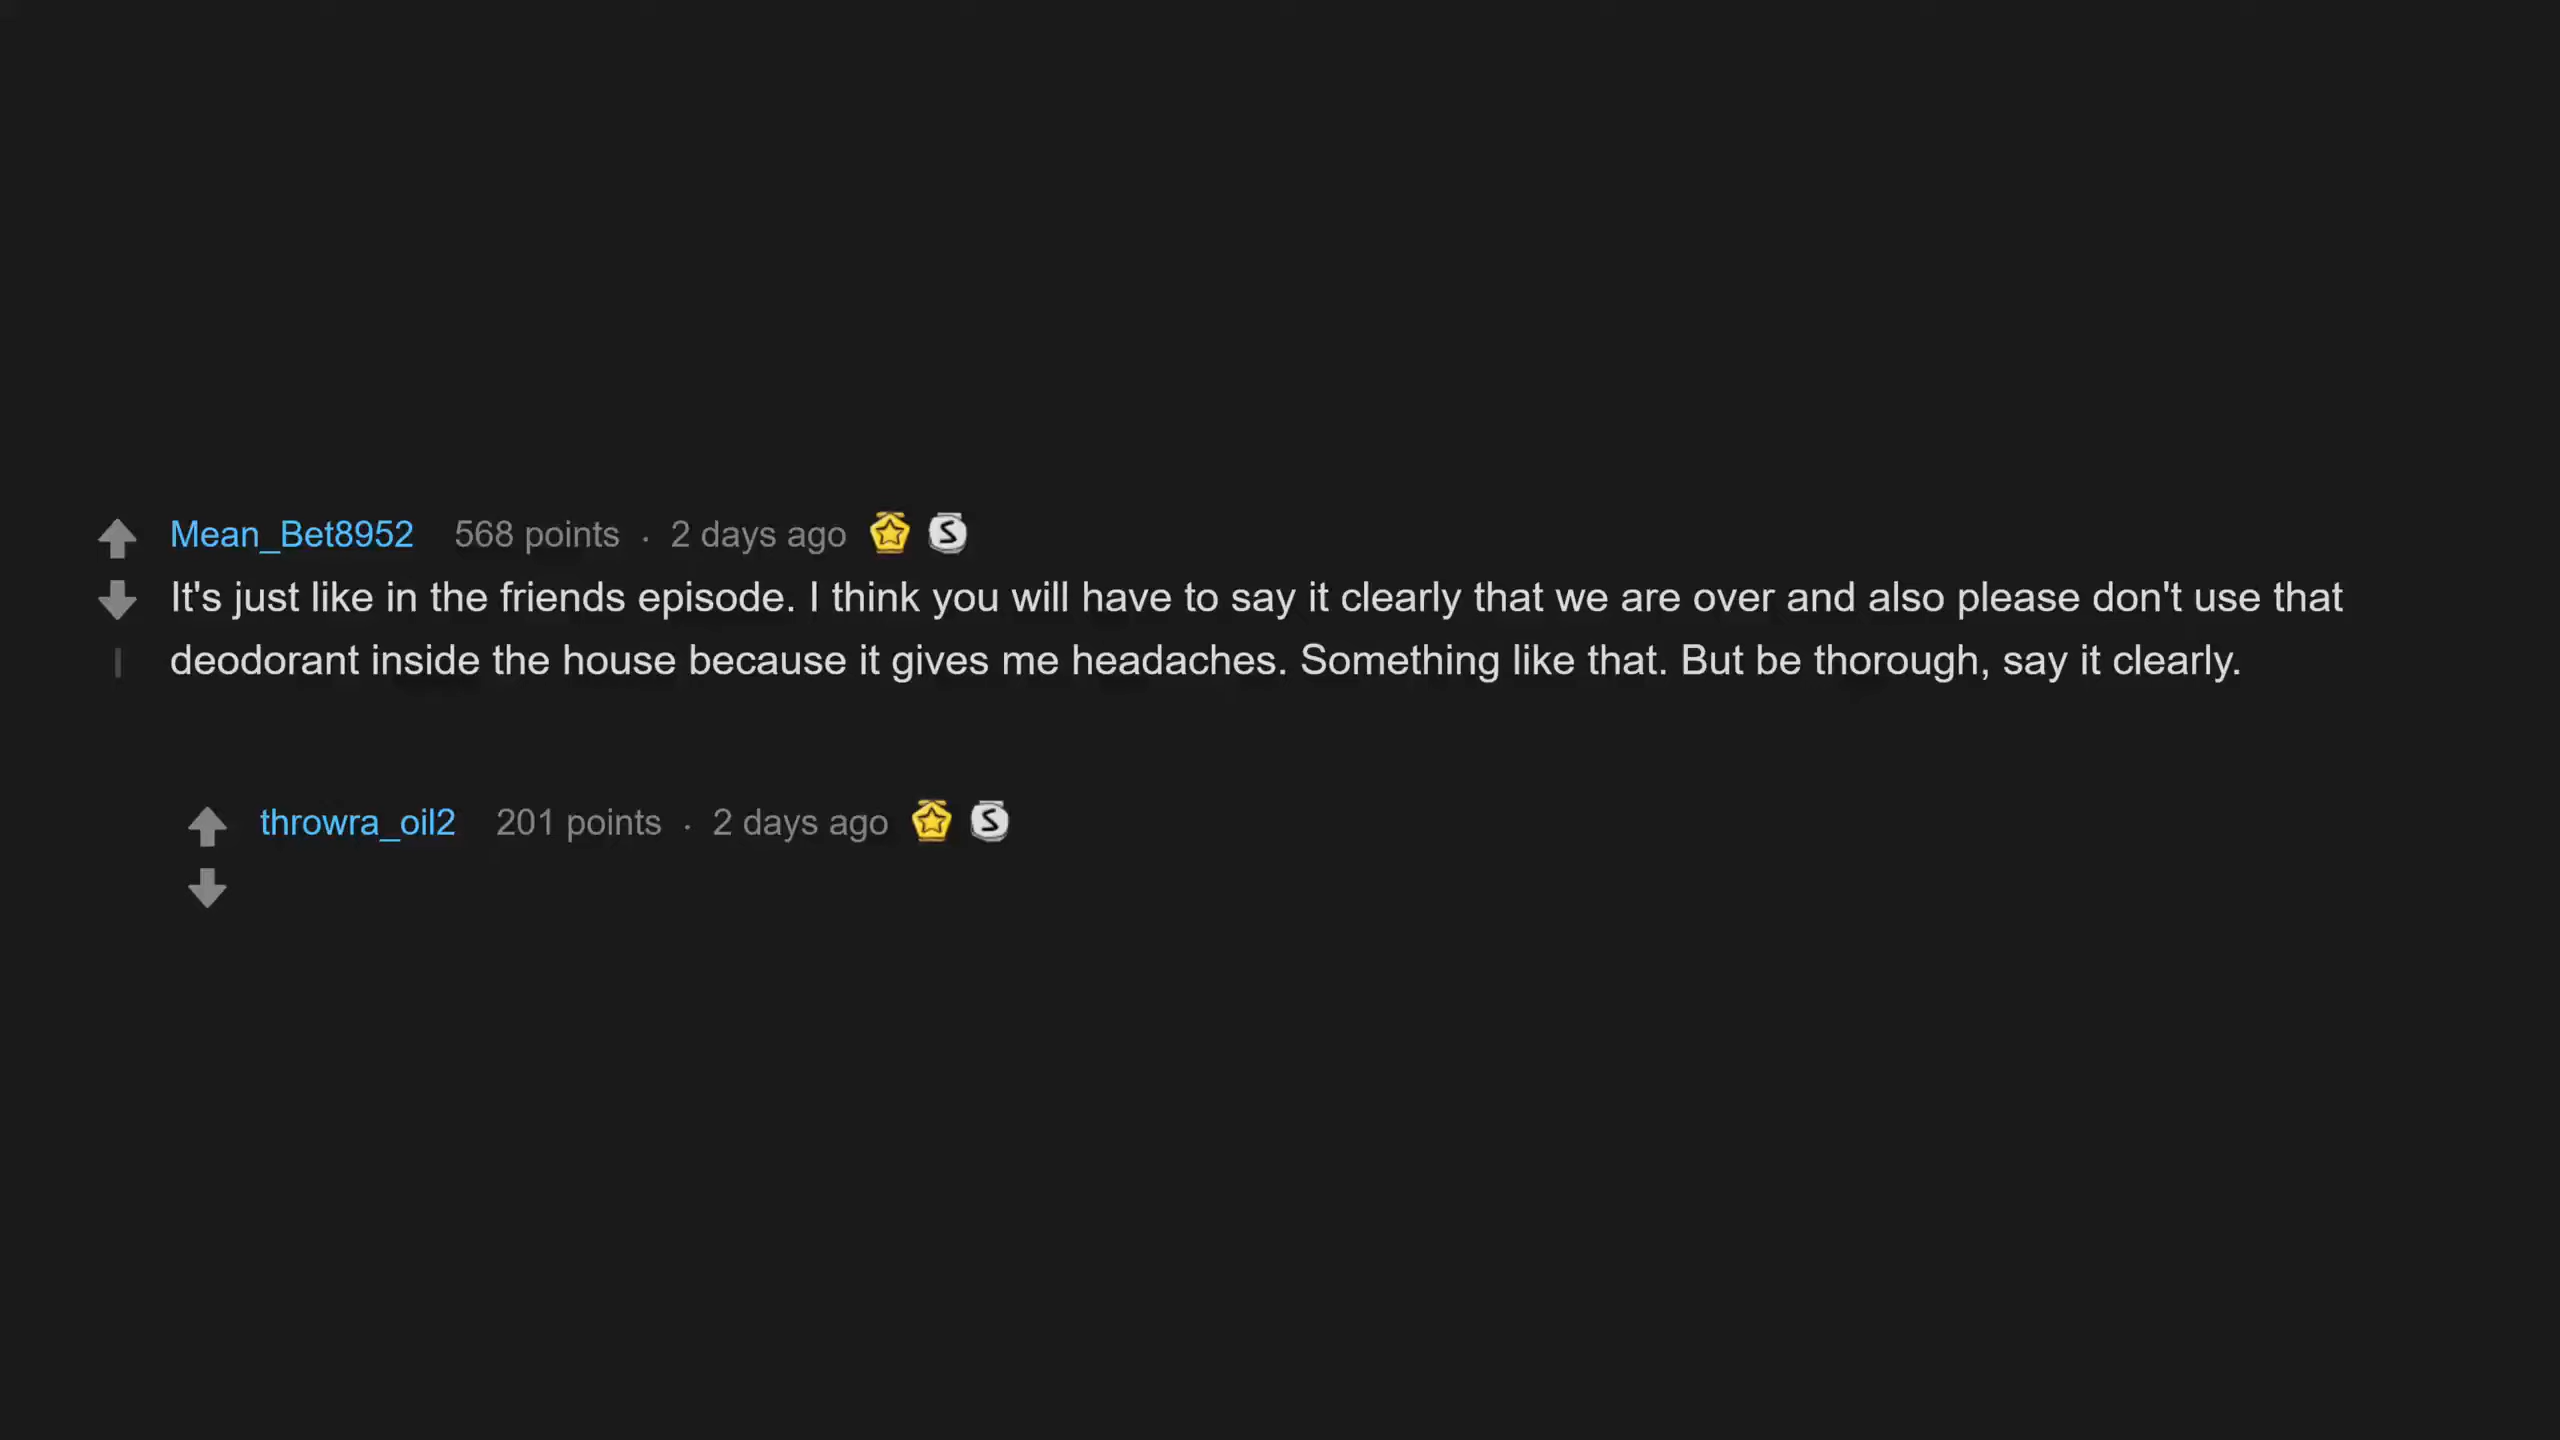 Mean_Bet8952 568 points · 2 days ago
It's just like in the friends episode. I think you will have to say it clearly that we are over and also please don't use that
deodorant inside the house because it gives me headaches. Something like that. But be thorough, say it clearly.
throwra_oil2 201 points · 2 days ago